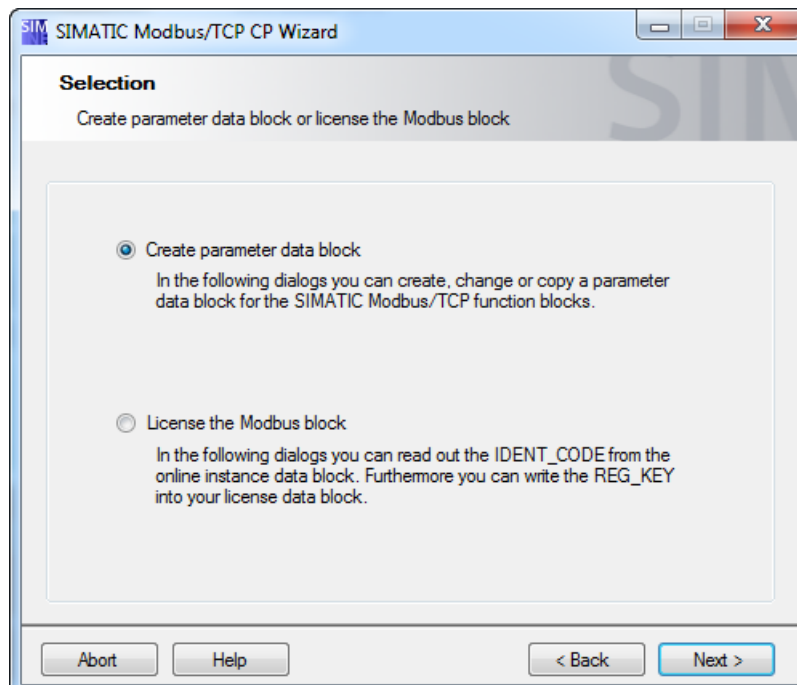 SIMATIC Modbus/TCP CP Wizard
Selection
Create parameter data block or license the Modbus block
Create parameter data block
In the following dialogs you can create, change or copy a parameter
data block for the SIMATIC Modbus/TCP function blocks.
License the Modbus block
In the following dialogs you can read out the IDENT_CODE from the
online instance data block. Furthermore you can write the REG_KEY
into your license data block.
Abort Help < Back Next >